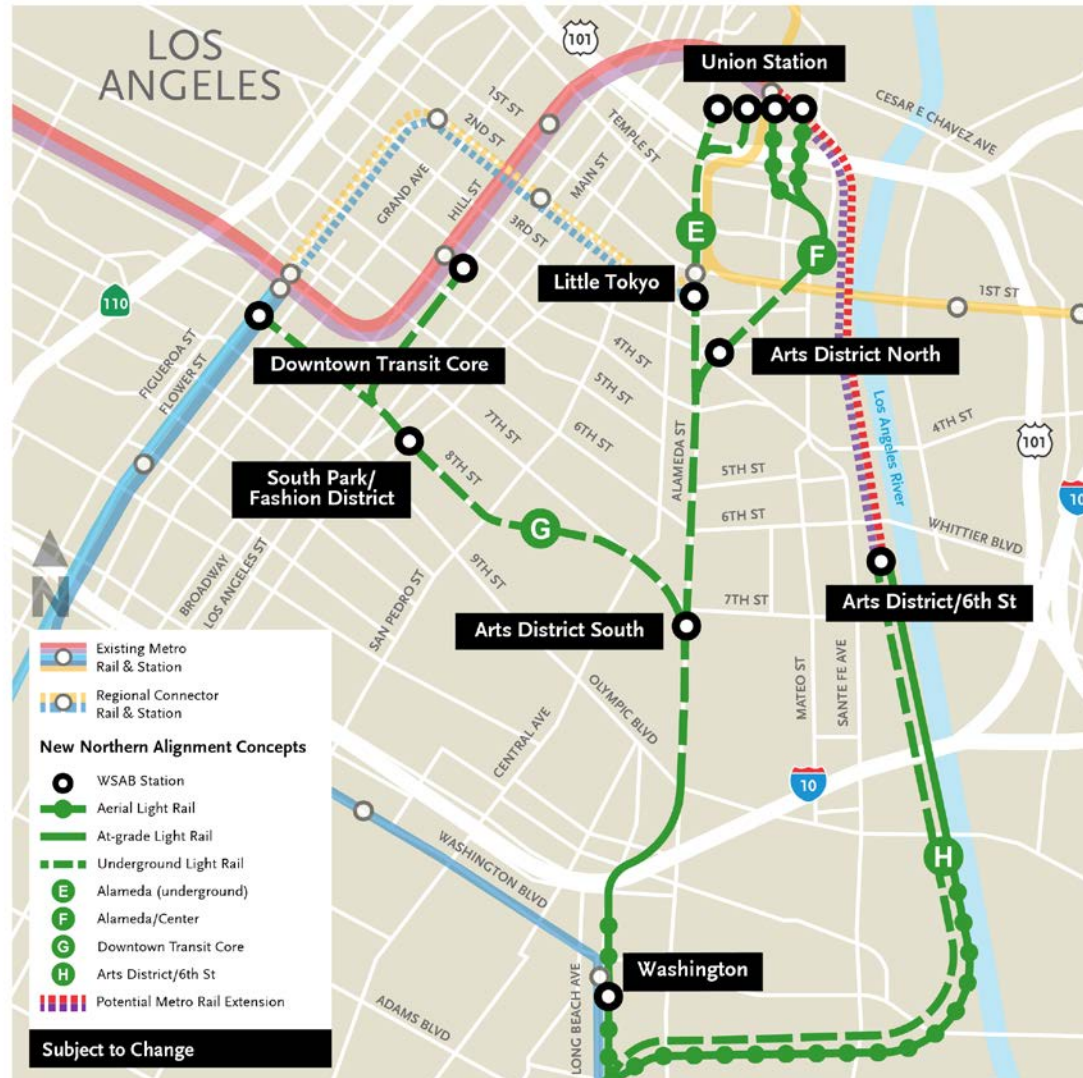 LOS
ANGELES
101
Union Station
CESAR E CHAVEZ AVE
1ST ST
2ND ST
TEMPLE ST
GRAND AVE
HILL ST
MAIN ST
3RD ST
E
F
110
Little Tokyo
1ST ST
FIGUEROA ST
FLOWER ST
Downtown Transit Core
4TH ST
Arts District North
5TH ST
Los Angeles River
4TH ST
101
7TH ST
6TH ST
ALAMEDA ST
South Park/
Fashion District
8TH ST
5TH ST
10
G
6TH ST
WHITTIER BLVD
N
BROADWAY
LOS ANGELES ST
SAN PEDRO ST
9TH ST
7TH ST
Arts District/6th St
Arts District South
MATEO ST
SANTE FE AVE
OLYMPIC BLVD
CENTRAL AVE
10
WASHINGTON BLVD
H
Washington
LONG BEACH AVE
ADAMS BLVD
Existing Metro
Rail & Station
Regional Connector
Rail & Station
New Northern Alignment Concepts
WSAB Station
Aerial Light Rail
At-grade Light Rail
Underground Light Rail
E Alameda (underground)
F Alameda/Center
G Downtown Transit Core
H Arts District/6th St
Potential Metro Rail Extension
Subject to Change